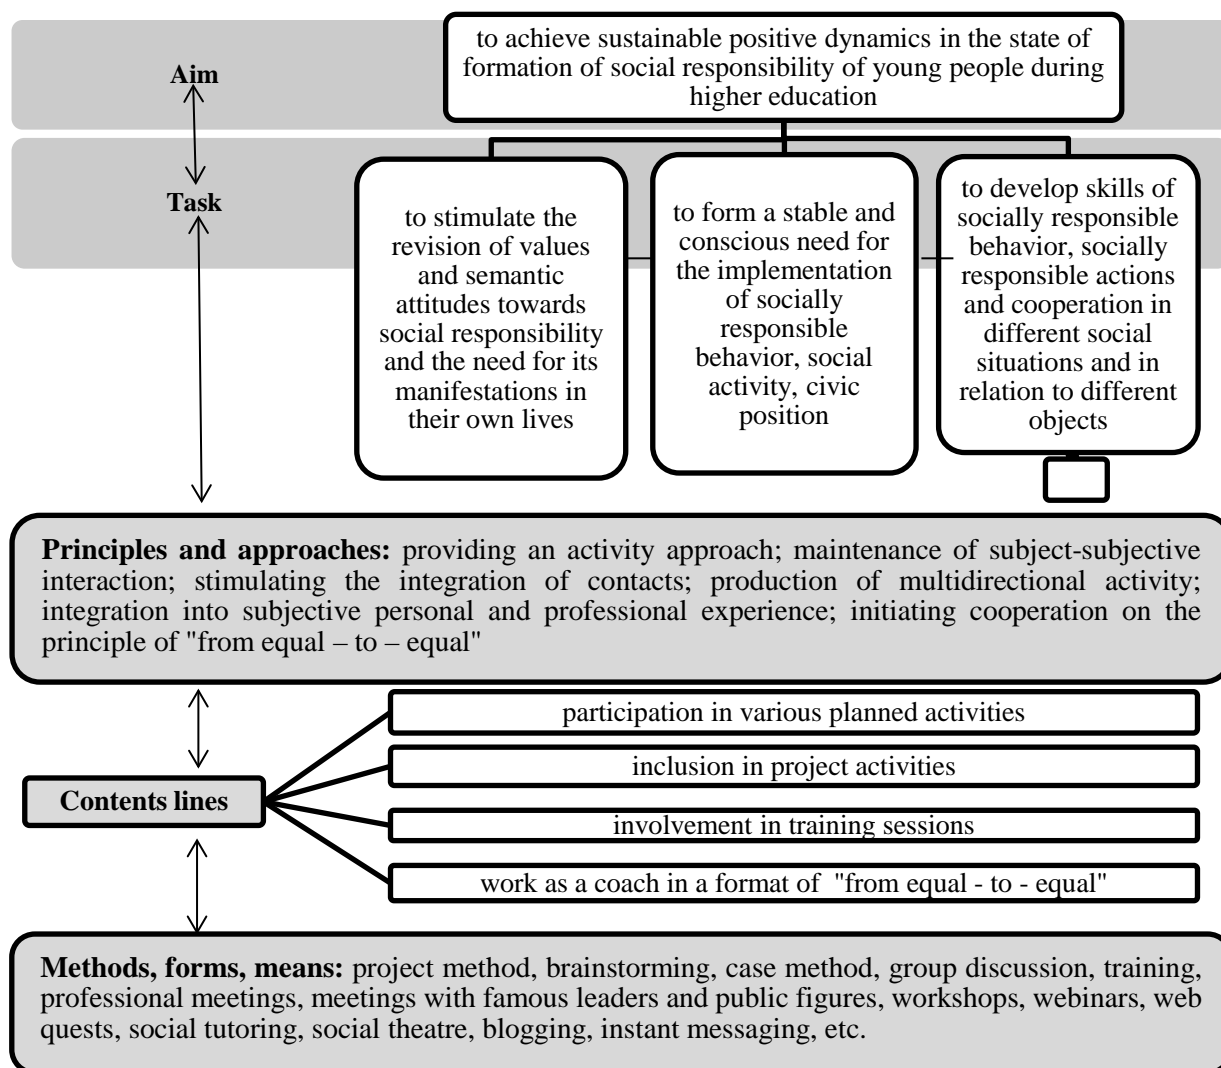 Aim
to achieve sustainable positive dynamics in the state of
formation of social responsibility of young people during
higher education
Task
to stimulate the
revision of values
and semantic
attitudes towards
social responsibility
and the need for its
manifestations in
their own lives
to form a stable and
conscious need for
the implementation
of socially
responsible
behavior, social
activity, civic
position
to develop skills of
socially responsible
behavior, socially
responsible actions
and cooperation in
different social
situations and in
relation to different
objects
Principles and approaches: providing an activity approach; maintenance of subject-subjective
interaction; stimulating the integration of contacts; production of multidirectional activity;
integration into subjective personal and professional experience; initiating cooperation on the
principle of "from equal – to – equal"
Contents lines
participation in various planned activities
inclusion in project activities
involvement in training sessions
work as a coach in a format of "from equal - to - equal"
Methods, forms, means: project method, brainstorming, case method, group discussion, training,
professional meetings, meetings with famous leaders and public figures, workshops, webinars, web
quests, social tutoring, social theatre, blogging, instant messaging, etc.